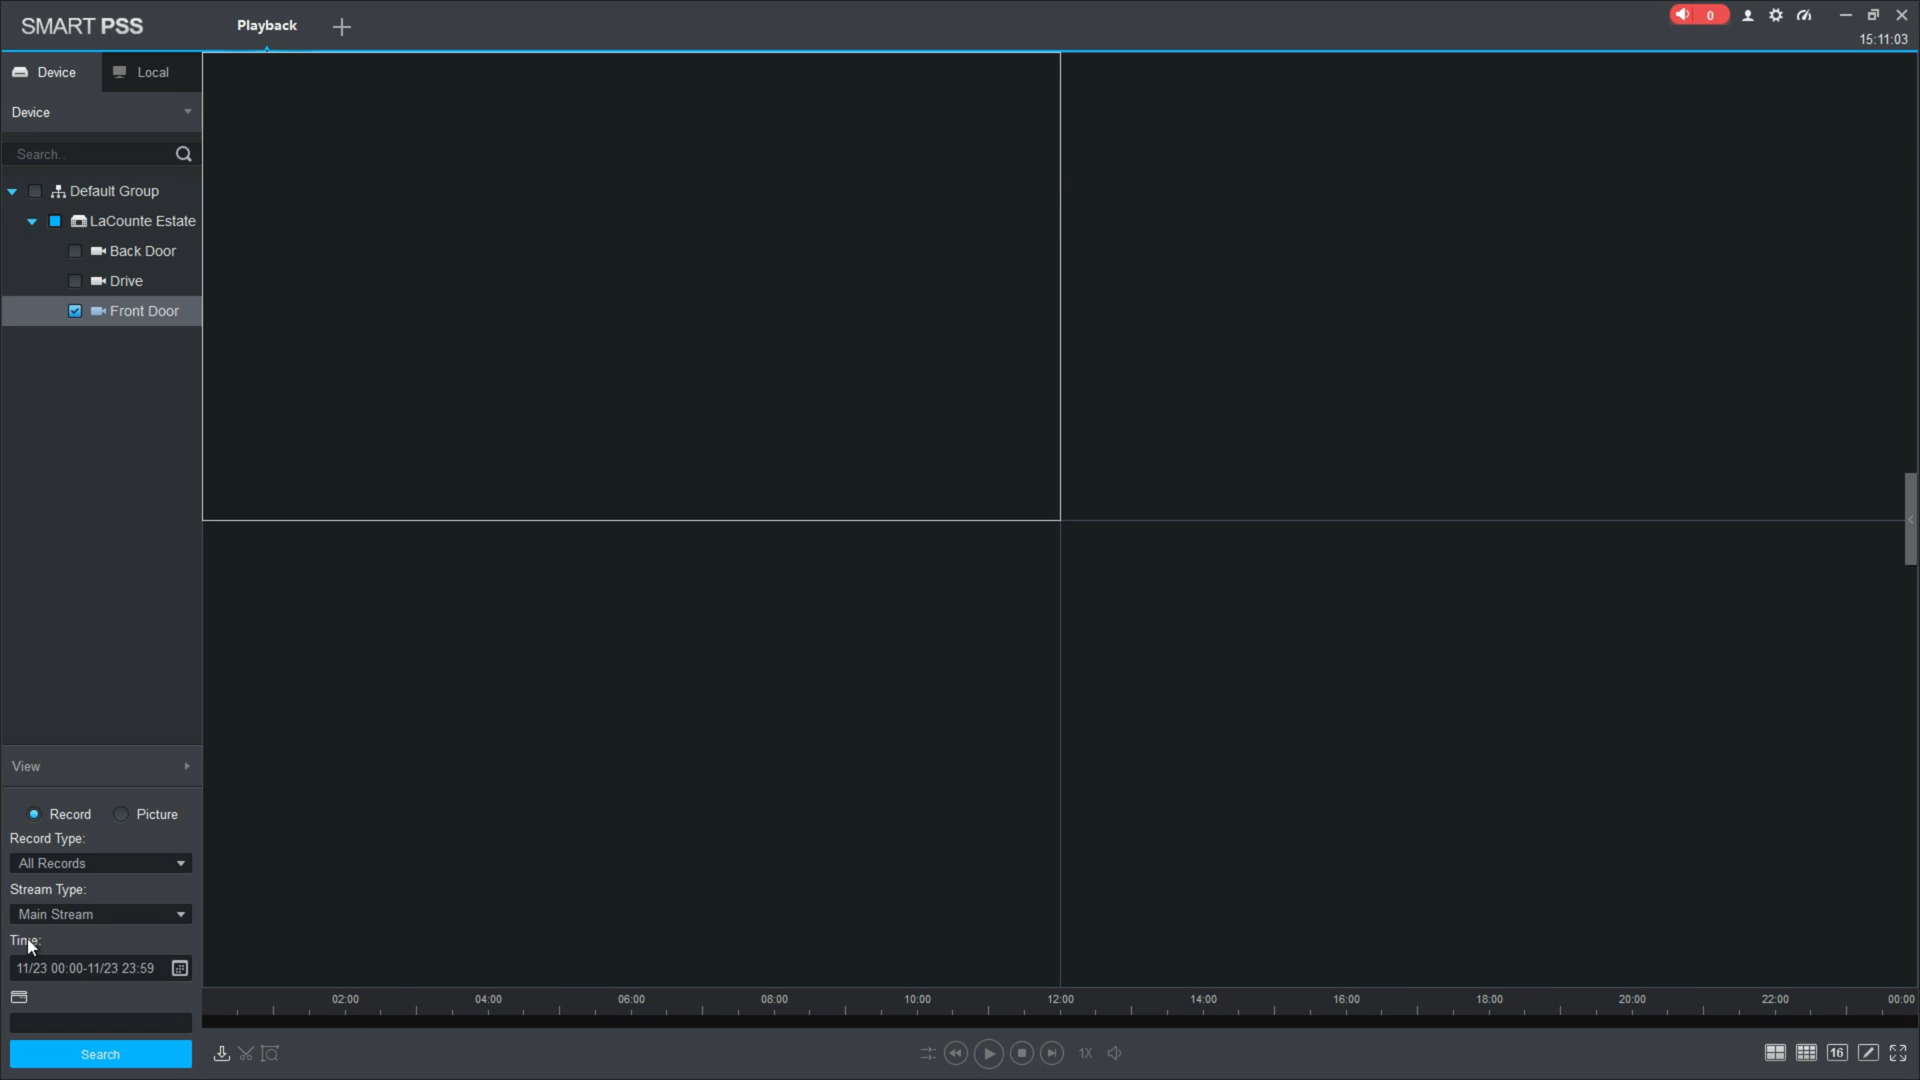 SMART PSS
Playback
0
15:11:03
Device
Local
Device
Search..
Default Group
LaCounte Estate
Back Door
Drive
Front Door
View
Record
Picture
Record Type:
All Records
Stream Type:
Main Stream
Time:
11/23 00:00-11/23 23:59
Search
02:00
04:00
06:00
08:00
10:00
12:00
14:00
16:00
18:00
20:00
22:00
00:00
1X
16